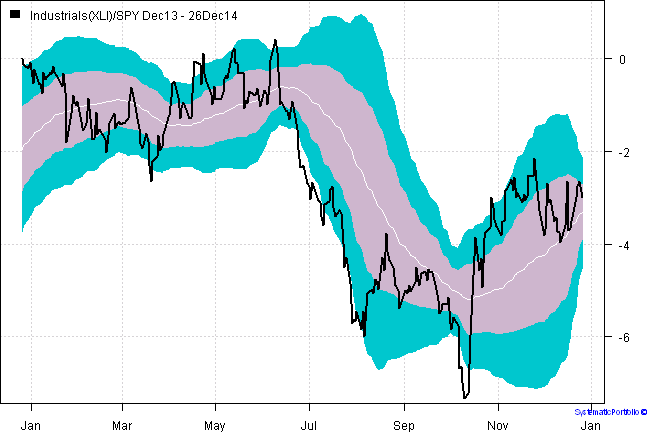 Industrials(XLI)/SPY Dec13 - 26Dec14
0
-2
-4
-6
Jan Mar May Jul Sep Nov Jan
SystematicPortfolio ©